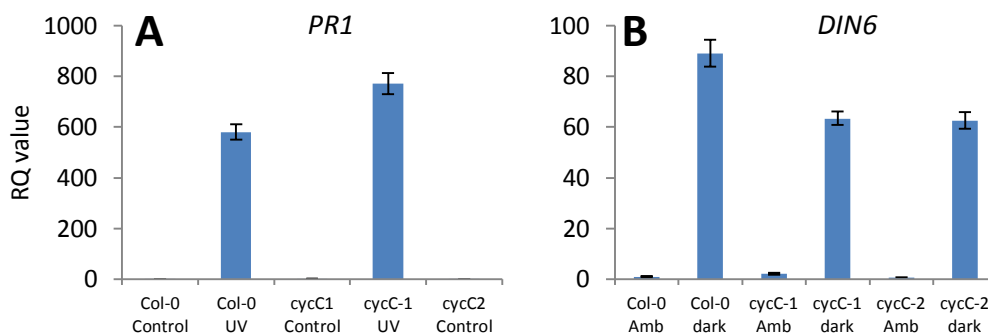 A
PR1
RQ value
1000
800
600
400
200
0
Col-0 Control
Col-0 UV
cycC1 Control
cycC-1 UV
cycC2 Control
B
DIN6
100
80
60
40
20
0
Col-0 Amb
Col-0 dark
cycC-1 Amb
cycC-1 dark
cycC-2 Amb
cycC-2 dark